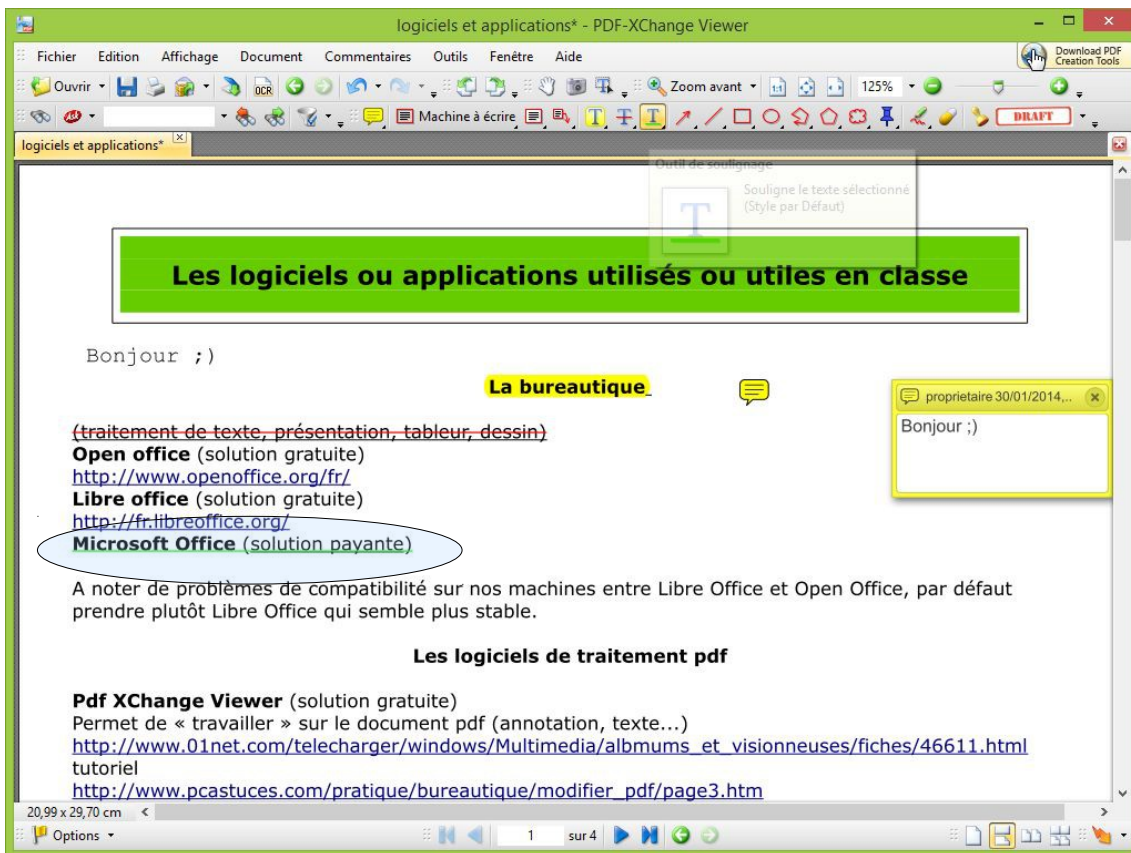 logiciels et applications* - PDF-XChange Viewer
Fichier Edition Affichage Document Commentaires Outils Fenêtre Aide
Download PDF
Creation Tools
Ouvrir OCR Zoom avant 1:1 125%
Machine à écrire T T T DRAFT
logiciels et applications*
Outil de soulignage
Souligne le texte sélectionné
(Style par Défaut)
T
Les logiciels ou applications utilisés ou utiles en classe
Bonjour ;)
La bureautique
proprietaire 30/01/2014,..
Bonjour ;)
(traitement de texte, présentation, tableur, dessin)
Open office (solution gratuite)
http://www.openoffice.org/fr/
Libre office (solution gratuite)
http://fr.libreoffice.org/
Microsoft Office (solution payante)
A noter de problèmes de compatibilité sur nos machines entre Libre Office et Open Office, par défaut
prendre plutôt Libre Office qui semble plus stable.
Les logiciels de traitement pdf
Pdf XChange Viewer (solution gratuite)
Permet de « travailler » sur le document pdf (annotation, texte...)
http://www.01net.com/telecharger/windows/Multimedia/albmums_et_visionneuses/fiches/46611.html
tutoriel
http://www.pcastuces.com/pratique/bureautique/modifier_pdf/page3.htm
20,99 x 29,70 cm
Options 1 sur 4